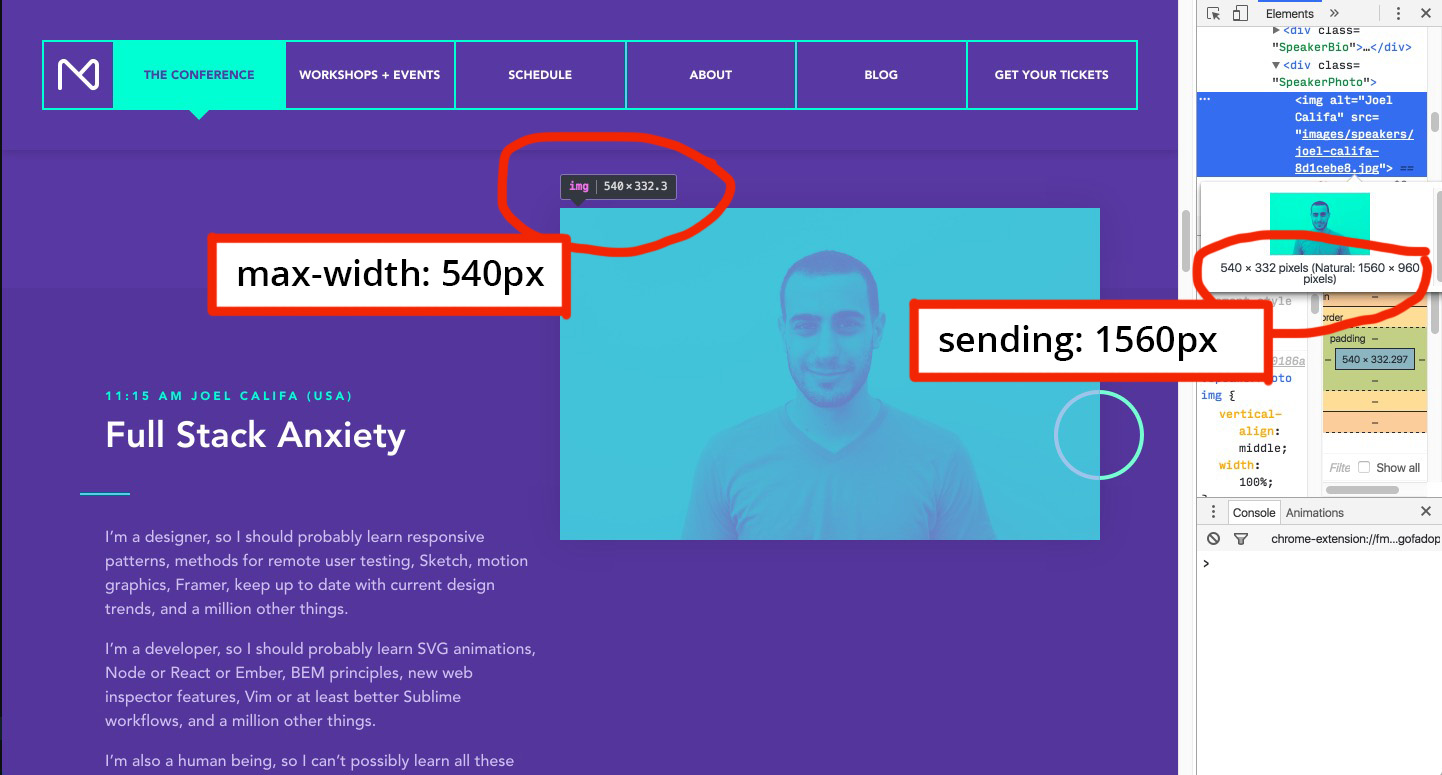 THE CONFERENCE
WORKSHOPS + EVENTS
SCHEDULE
ABOUT
BLOG
GET YOUR TICKETS
img 540×332.3
max-width: 540px
sending: 1560px
11:15 AM JOEL CALIFA (USA)
Full Stack Anxiety
I'm a designer, so I should probably learn responsive
patterns, methods for remote user testing, Sketch, motion
graphics, Framer, keep up to date with current design
trends, and a million other things.
I'm a developer, so I should probably learn SVG animations,
Node or React or Ember, BEM principles, new web
inspector features, Vim or at least better Sublime
workflows, and a million other things.
I'm also a human being, so I can't possibly learn all these
Elements »
<div class=
"SpeakerBio">…</div>
<div class=
"SpeakerPhoto">
<img alt="Joel
Califa" src=
"images/speakers/
joel-califa-
8d1cebe8.jpg"> ==
540 × 332 pixels (Natural: 1560 × 960
pixels)
padding –
540 × 332.297
img {
vertical-
align:
middle;
width:
100%;
Filte
Show all
Console
Animations
chrome-extension://fm…gofadop
>